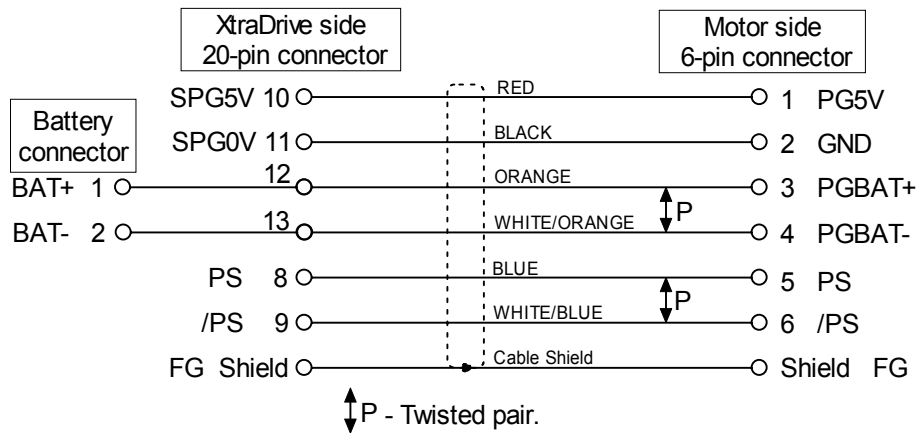 XtraDrive side
20-pin connector
Motor side
6-pin connector
Battery
connector
SPG5V 10 RED 1 PG5V
SPG0V 11 BLACK 2 GND
BAT+ 1 12 ORANGE 3 PGBAT+
P
BAT- 2 13 WHITE/ORANGE 4 PGBAT-
PS 8 BLUE 5 PS
P
/PS 9 WHITE/BLUE 6 /PS
FG Shield Cable Shield Shield FG
P - Twisted pair.